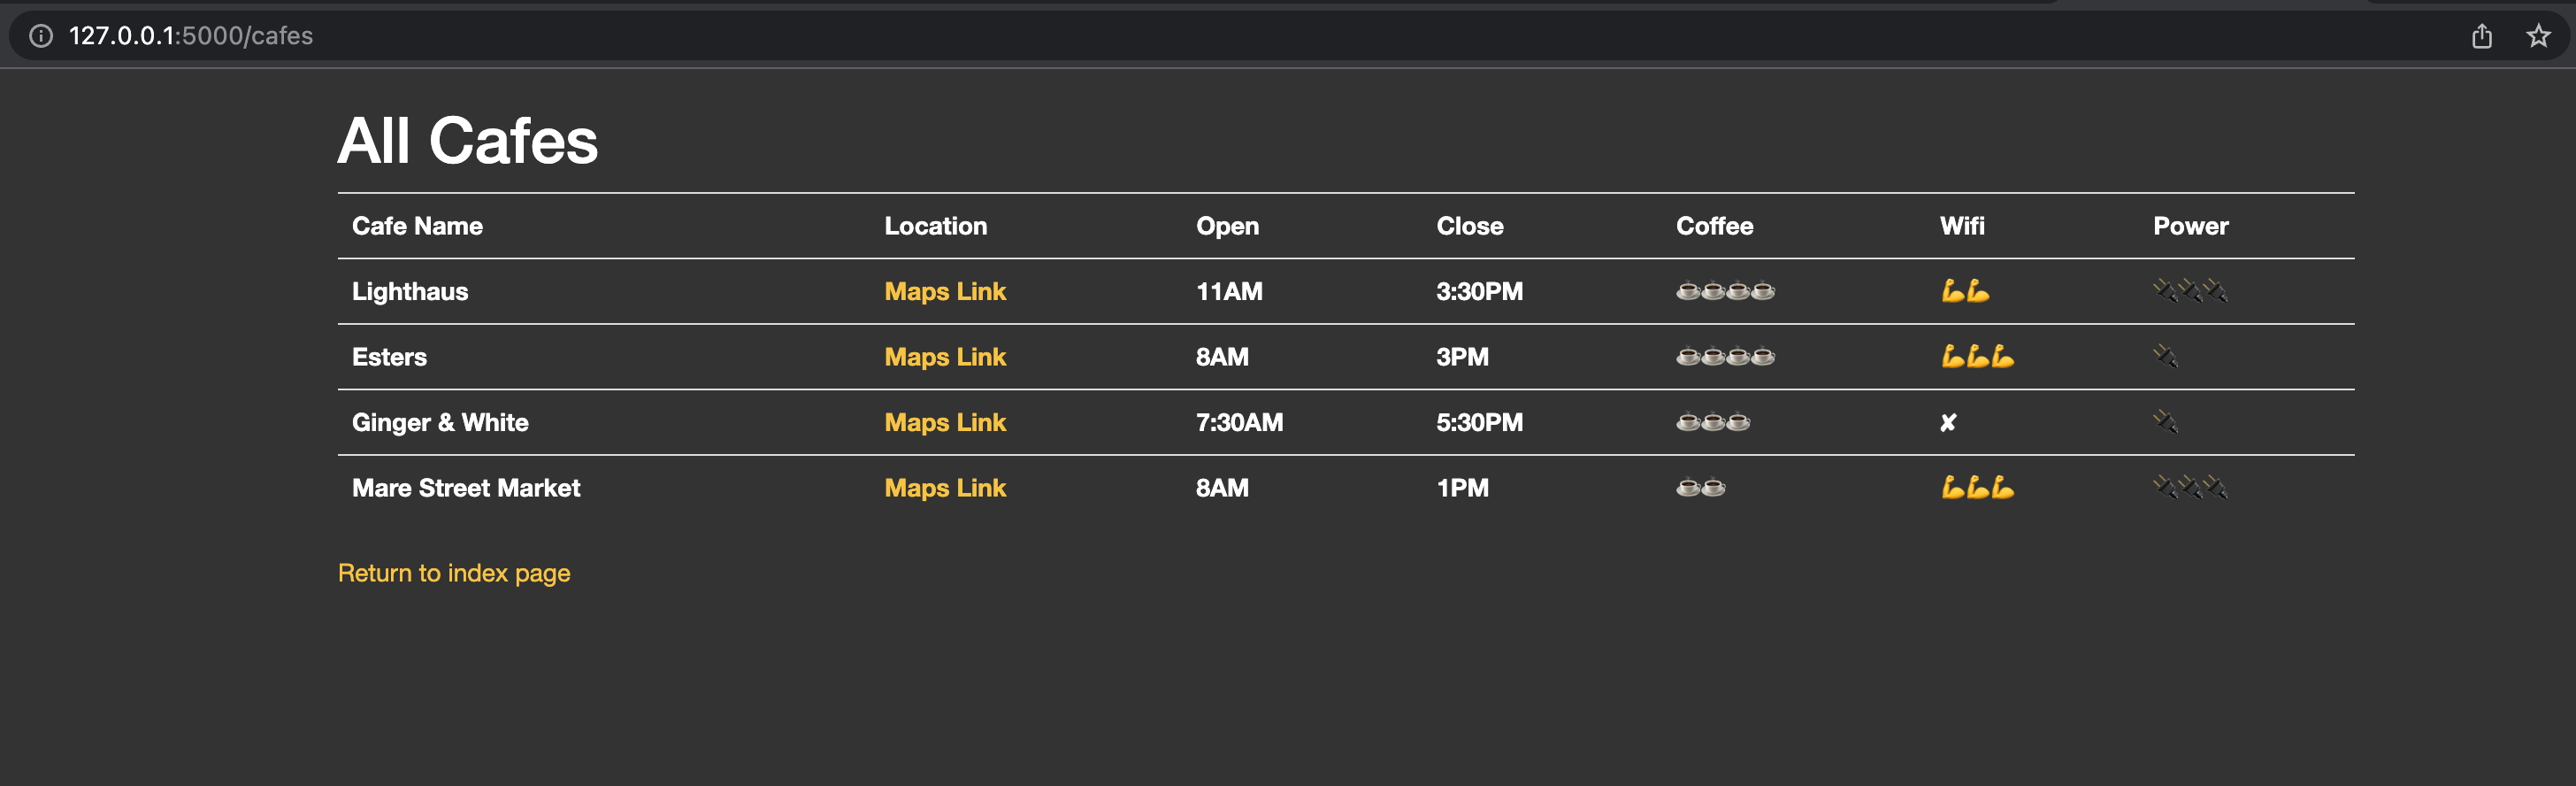 127.0.0.1:5000/cafes
All Cafes
Cafe Name Location Open Close Coffee Wifi Power
Lighthaus Maps Link 11AM 3:30PM ☕☕☕☕ 💪💪 🔌🔌🔌
Esters Maps Link 8AM 3PM ☕☕☕☕ 💪💪💪 🔌
Ginger & White Maps Link 7:30AM 5:30PM ☕☕☕ ✘ 🔌
Mare Street Market Maps Link 8AM 1PM ☕☕ 💪💪💪 🔌🔌🔌
Return to index page